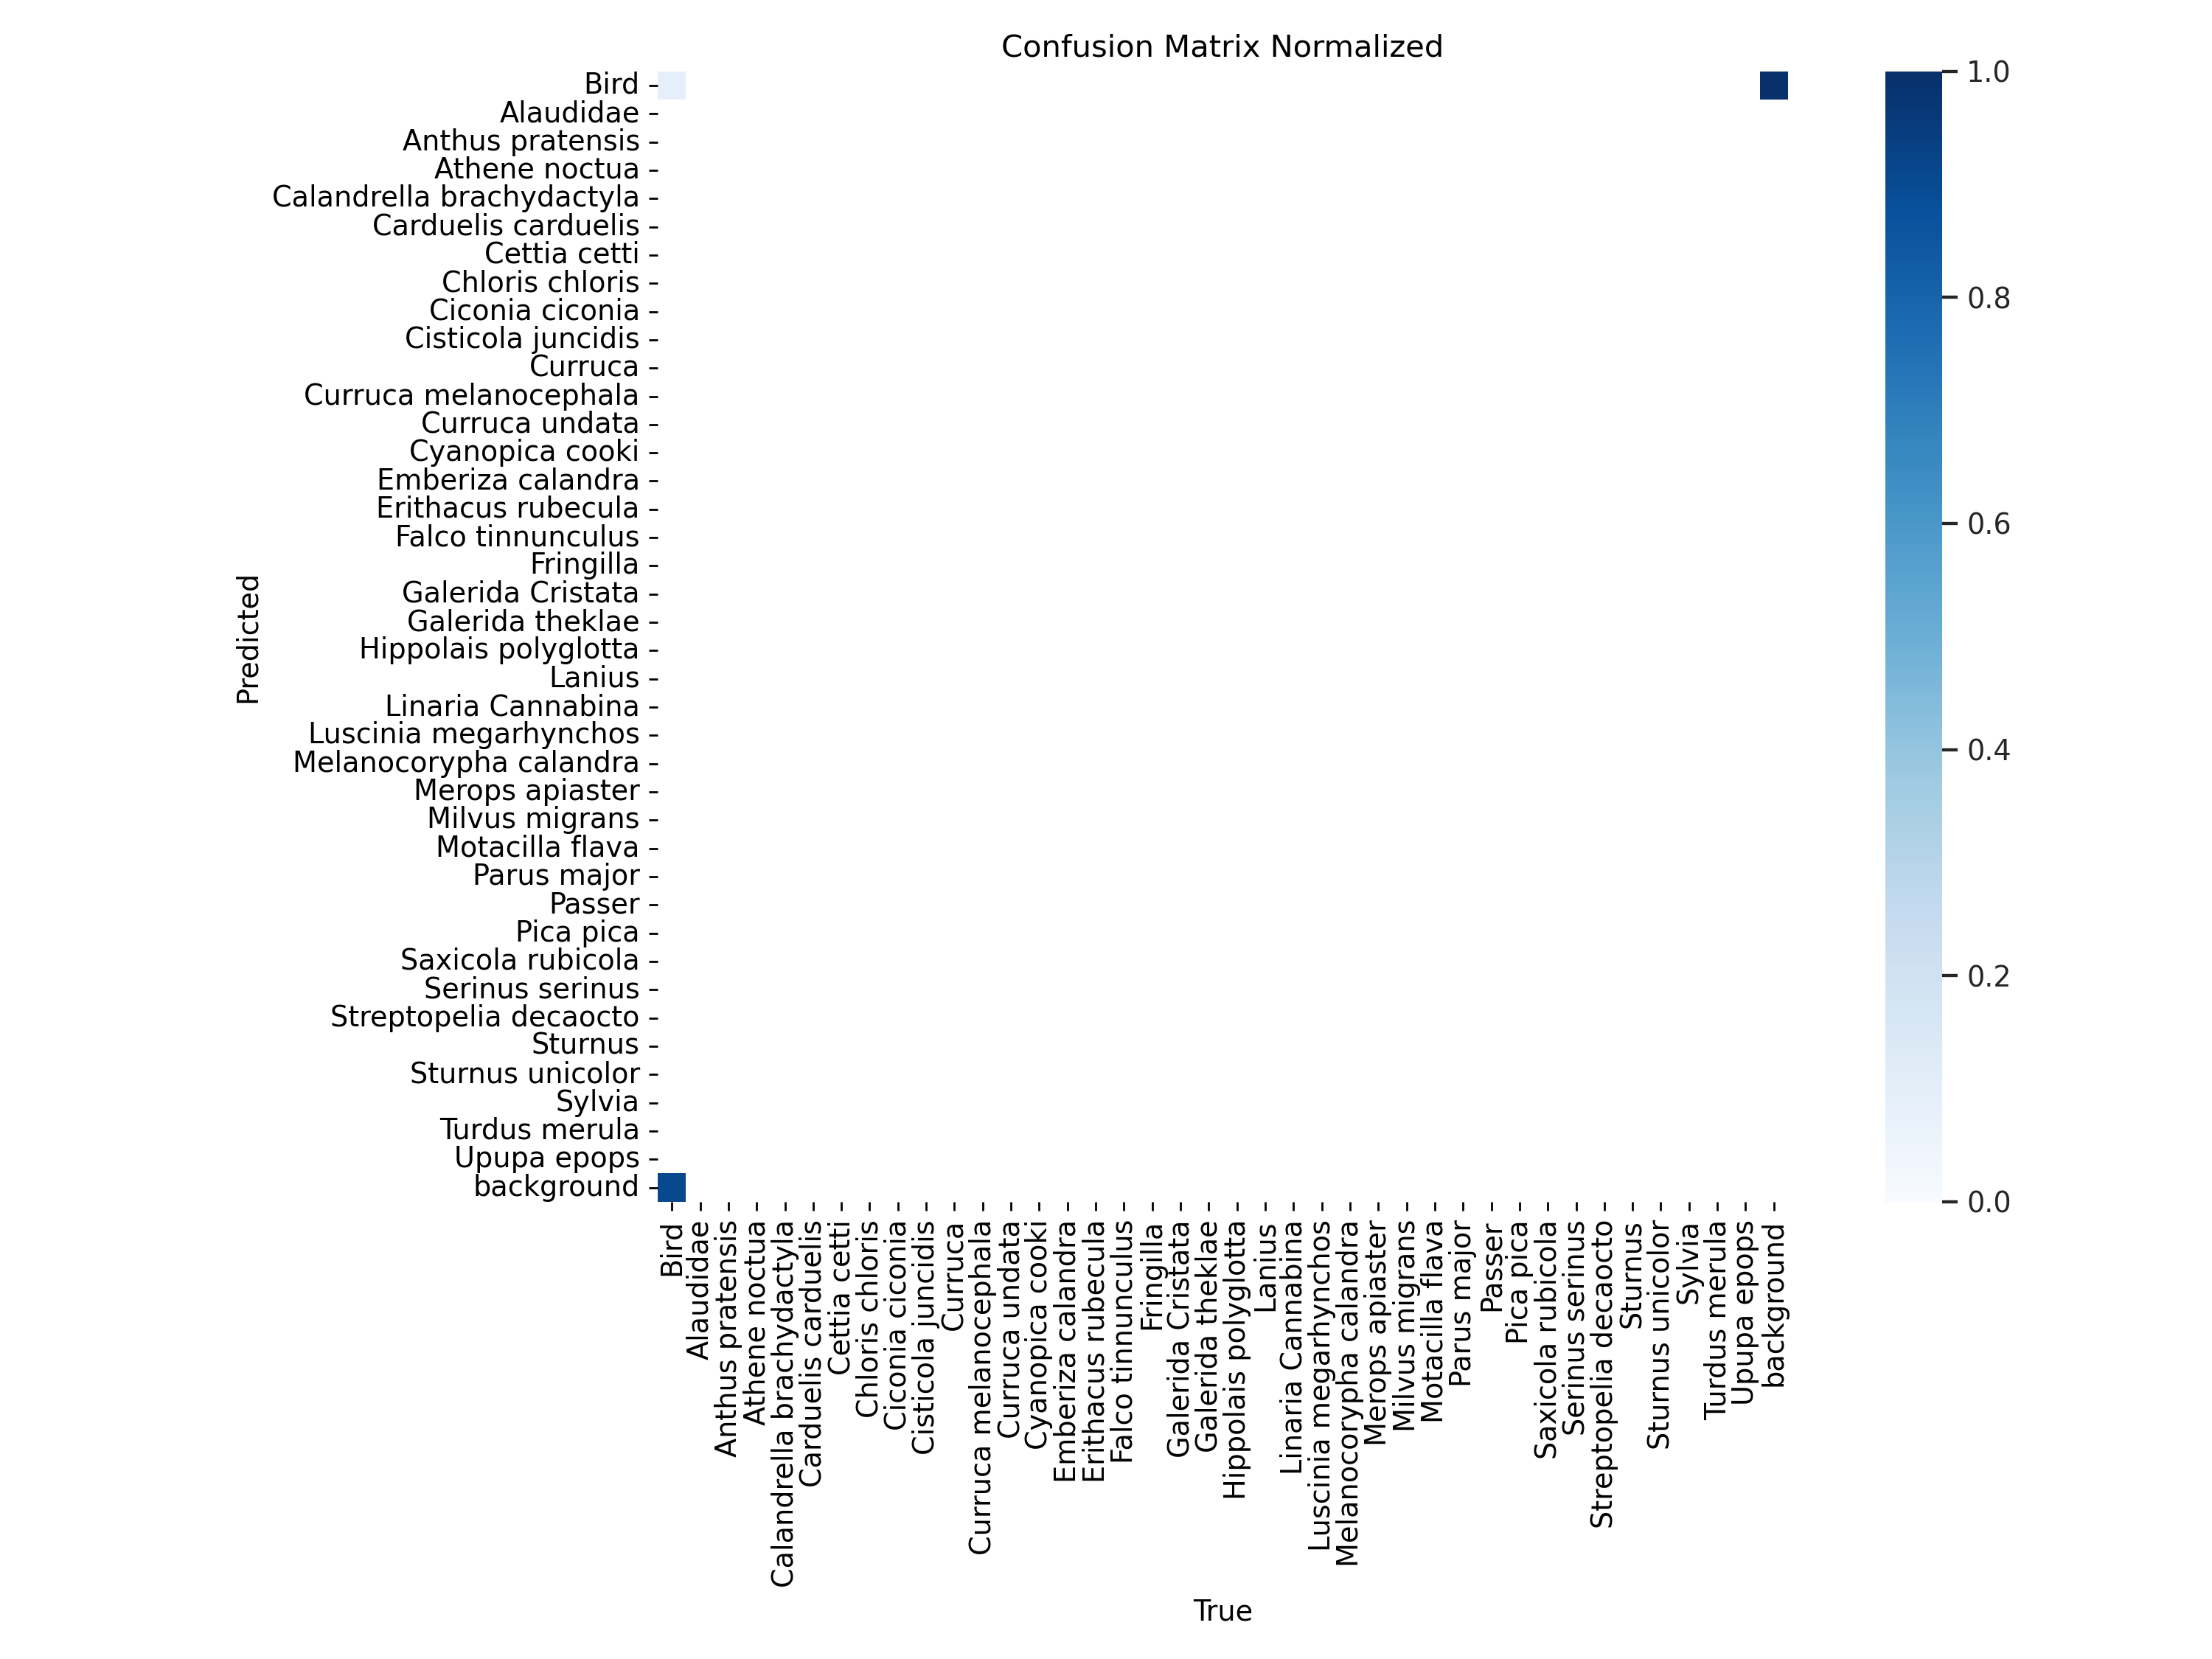 Confusion Matrix Normalized
Predicted
Bird
Alaudidae
Anthus pratensis
Athene noctua
Calandrella brachydactyla
Carduelis carduelis
Cettia cetti
Chloris chloris
Ciconia ciconia
Cisticola juncidis
Curruca
Curruca melanocephala
Curruca undata
Cyanopica cooki
Emberiza calandra
Erithacus rubecula
Falco tinnunculus
Fringilla
Galerida Cristata
Galerida theklae
Hippolais polyglotta
Lanius
Linaria Cannabina
Luscinia megarhynchos
Melanocorypha calandra
Merops apiaster
Milvus migrans
Motacilla flava
Parus major
Passer
Pica pica
Saxicola rubicola
Serinus serinus
Streptopelia decaocto
Sturnus
Sturnus unicolor
Sylvia
Turdus merula
Upupa epops
background
Bird
Alaudidae
Anthus pratensis
Athene noctua
Calandrella brachydactyla
Carduelis carduelis
Cettia cetti
Chloris chloris
Ciconia ciconia
Cisticola juncidis
Curruca
Curruca melanocephala
Curruca undata
Cyanopica cooki
Emberiza calandra
Erithacus rubecula
Falco tinnunculus
Fringilla
Galerida Cristata
Galerida theklae
Hippolais polyglotta
Lanius
Linaria Cannabina
Luscinia megarhynchos
Melanocorypha calandra
Merops apiaster
Milvus migrans
Motacilla flava
Parus major
Passer
Pica pica
Saxicola rubicola
Serinus serinus
Streptopelia decaocto
Sturnus
Sturnus unicolor
Sylvia
Turdus merula
Upupa epops
background
True
1.0
0.8
0.6
0.4
0.2
0.0